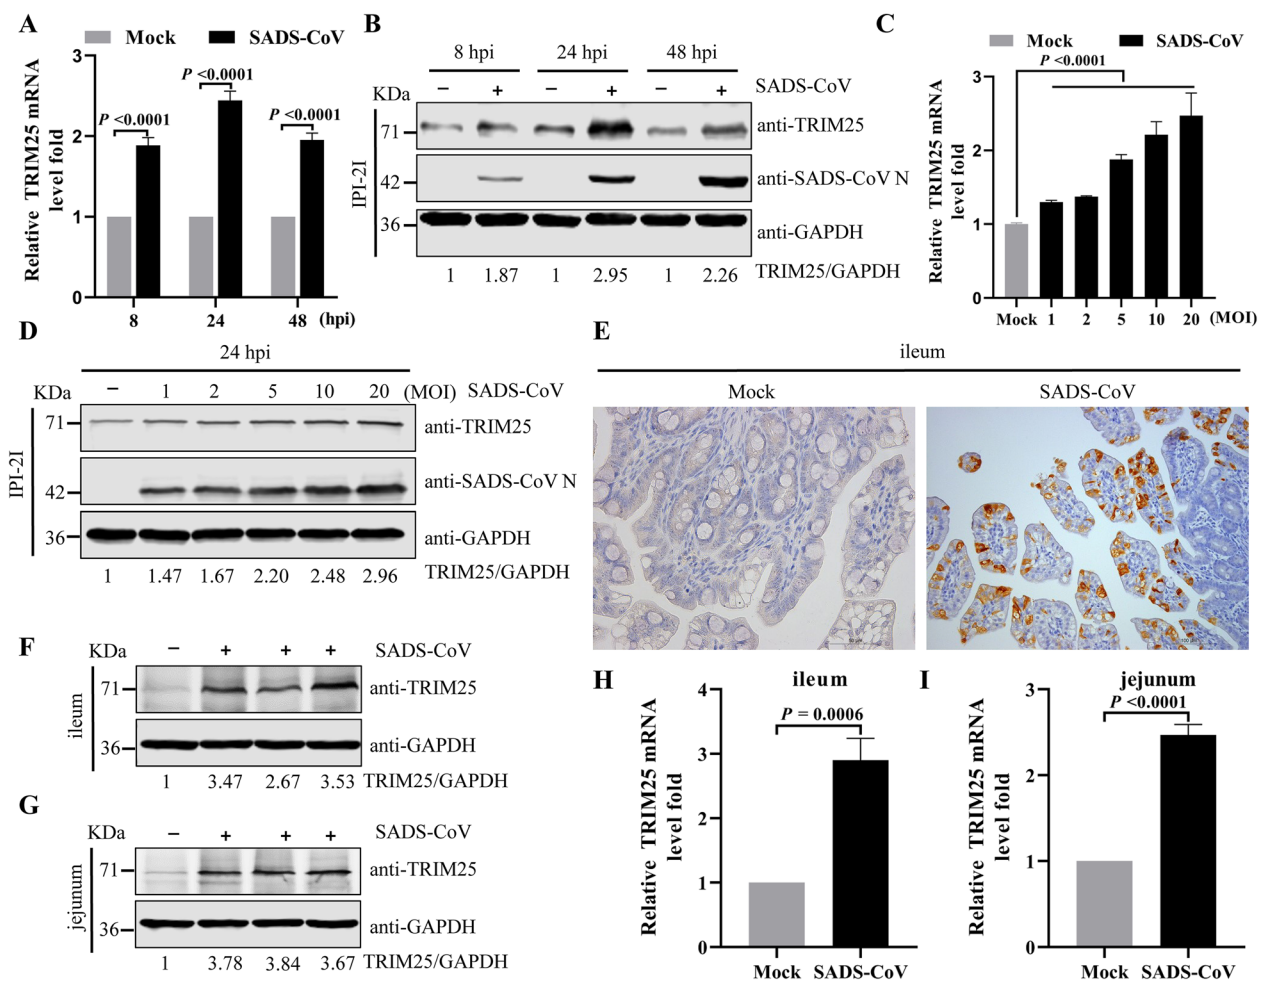 A
Mock SADS-CoV
Relative TRIM25 mRNA
level fold
3
2
1
0
P <0.0001
P <0.0001
P <0.0001
8 24 48 (hpi)
B
8 hpi 24 hpi 48 hpi
− + − + − + SADS-CoV
KDa
IPI-2I
71 anti-TRIM25
42 anti-SADS-CoV N
36 anti-GAPDH
1 1.87 1 2.95 1 2.26 TRIM25/GAPDH
C
Mock SADS-CoV
P <0.0001
Relative TRIM25 mRNA
level fold
3
2
1
0
Mock 1 2 5 10 20 (MOI)
D
24 hpi
KDa − 1 2 5 10 20 (MOI) SADS-CoV
IPI-2I
71 anti-TRIM25
42 anti-SADS-CoV N
36 anti-GAPDH
1 1.47 1.67 2.20 2.48 2.96 TRIM25/GAPDH
E
ileum
Mock SADS-CoV
F
KDa − + + + SADS-CoV
ileum
71 anti-TRIM25
36 anti-GAPDH
1 3.47 2.67 3.53 TRIM25/GAPDH
G
KDa − + + + SADS-CoV
jejunum
71 anti-TRIM25
36 anti-GAPDH
1 3.78 3.84 3.67 TRIM25/GAPDH
H
ileum
P = 0.0006
Relative TRIM25 mRNA
level fold
4
3
2
1
0
Mock SADS-CoV
I
jejunum
P <0.0001
Relative TRIM25 mRNA
level fold
3
2
1
0
Mock SADS-CoV